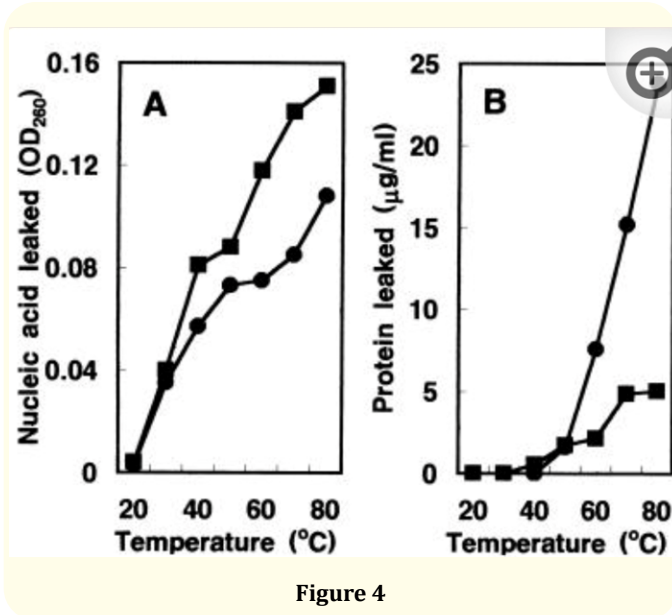 A
Nucleic acid leaked (OD260)
0.16
0.12
0.08
0.04
0
20 40 60 80
Temperature (°C)
B
Protein leaked (μg/ml)
25
20
15
10
5
0
20 40 60 80
Temperature (°C)
Figure 4